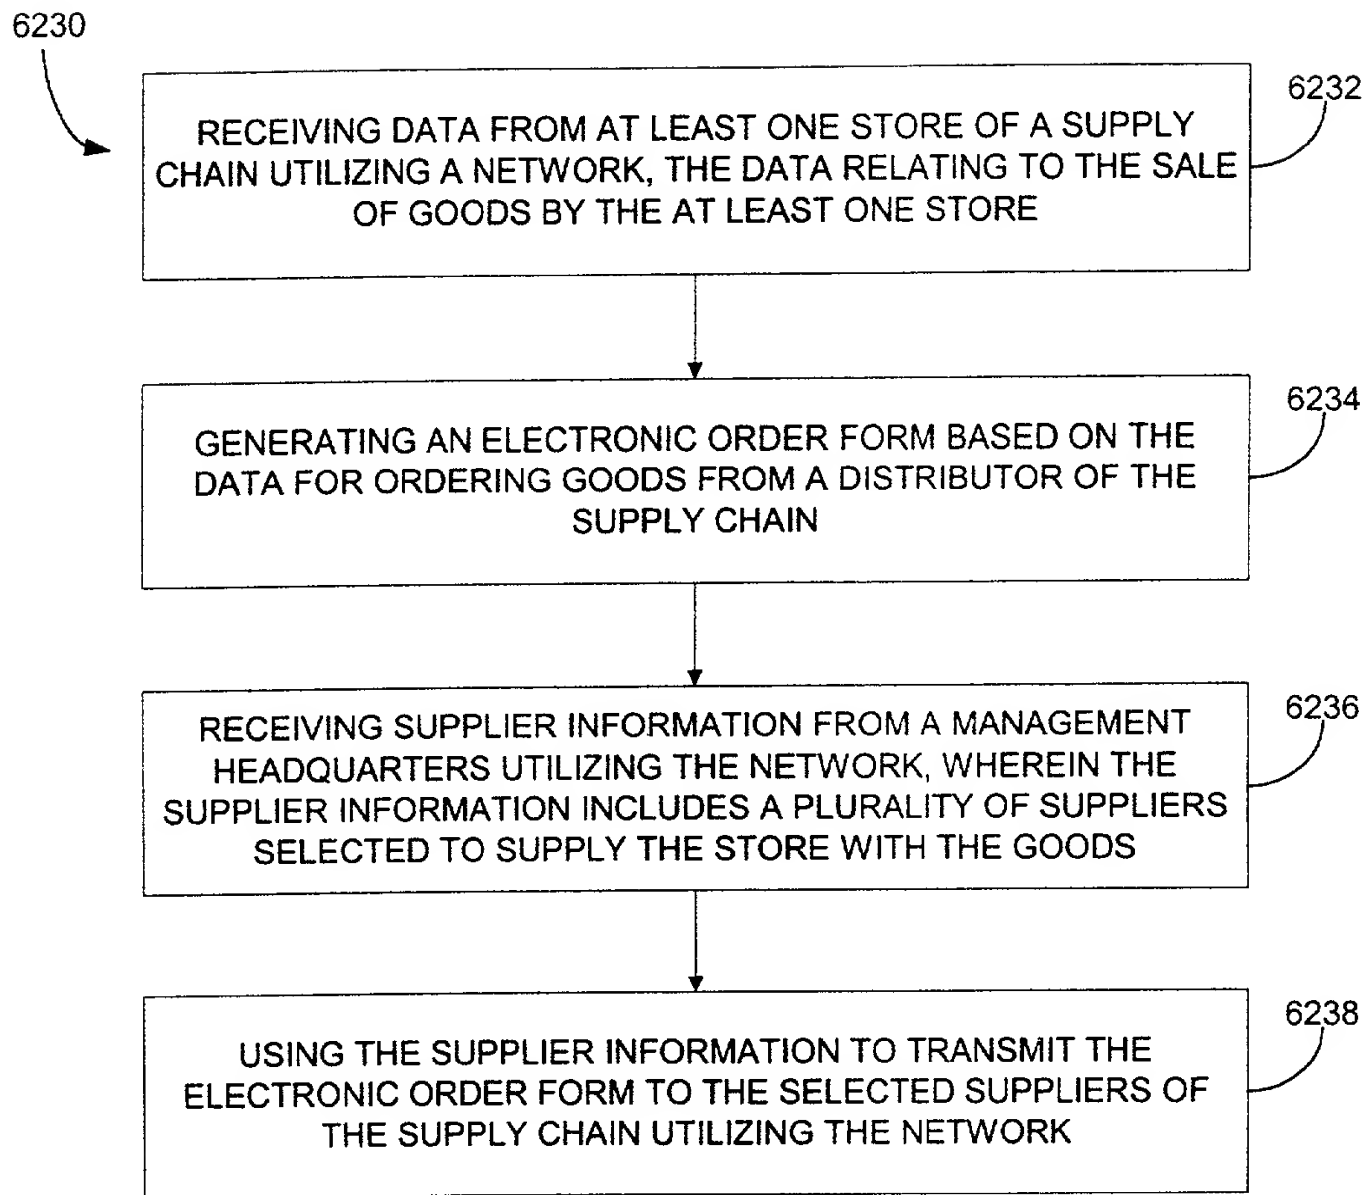 6230
6232
RECEIVING DATA FROM AT LEAST ONE STORE OF A SUPPLY
CHAIN UTILIZING A NETWORK, THE DATA RELATING TO THE SALE
OF GOODS BY THE AT LEAST ONE STORE
6234
GENERATING AN ELECTRONIC ORDER FORM BASED ON THE
DATA FOR ORDERING GOODS FROM A DISTRIBUTOR OF THE
SUPPLY CHAIN
6236
RECEIVING SUPPLIER INFORMATION FROM A MANAGEMENT
HEADQUARTERS UTILIZING THE NETWORK, WHEREIN THE
SUPPLIER INFORMATION INCLUDES A PLURALITY OF SUPPLIERS
SELECTED TO SUPPLY THE STORE WITH THE GOODS
6238
USING THE SUPPLIER INFORMATION TO TRANSMIT THE
ELECTRONIC ORDER FORM TO THE SELECTED SUPPLIERS OF
THE SUPPLY CHAIN UTILIZING THE NETWORK